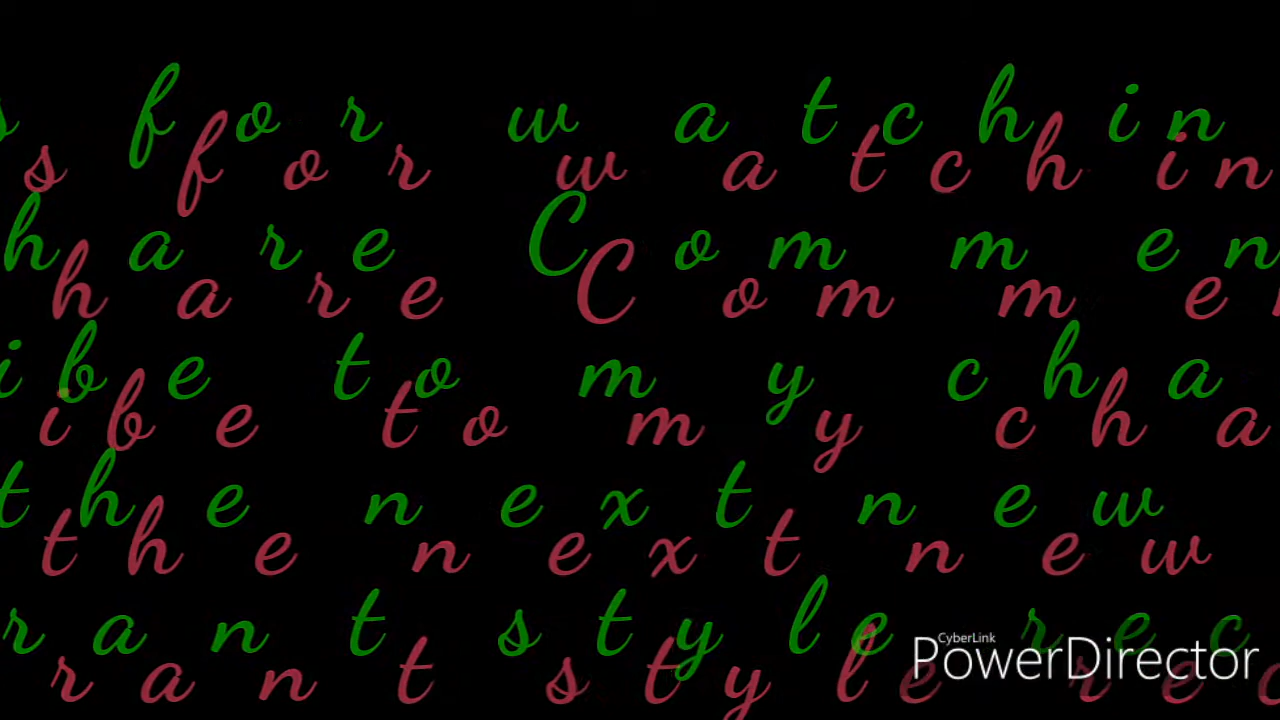 s for watchin
s for watchin
hare Commen
hare Commen
ibe to my cha
ibe to my cha
the next new
the next new
rant style rec
rant style rec
CyberLink
PowerDirector